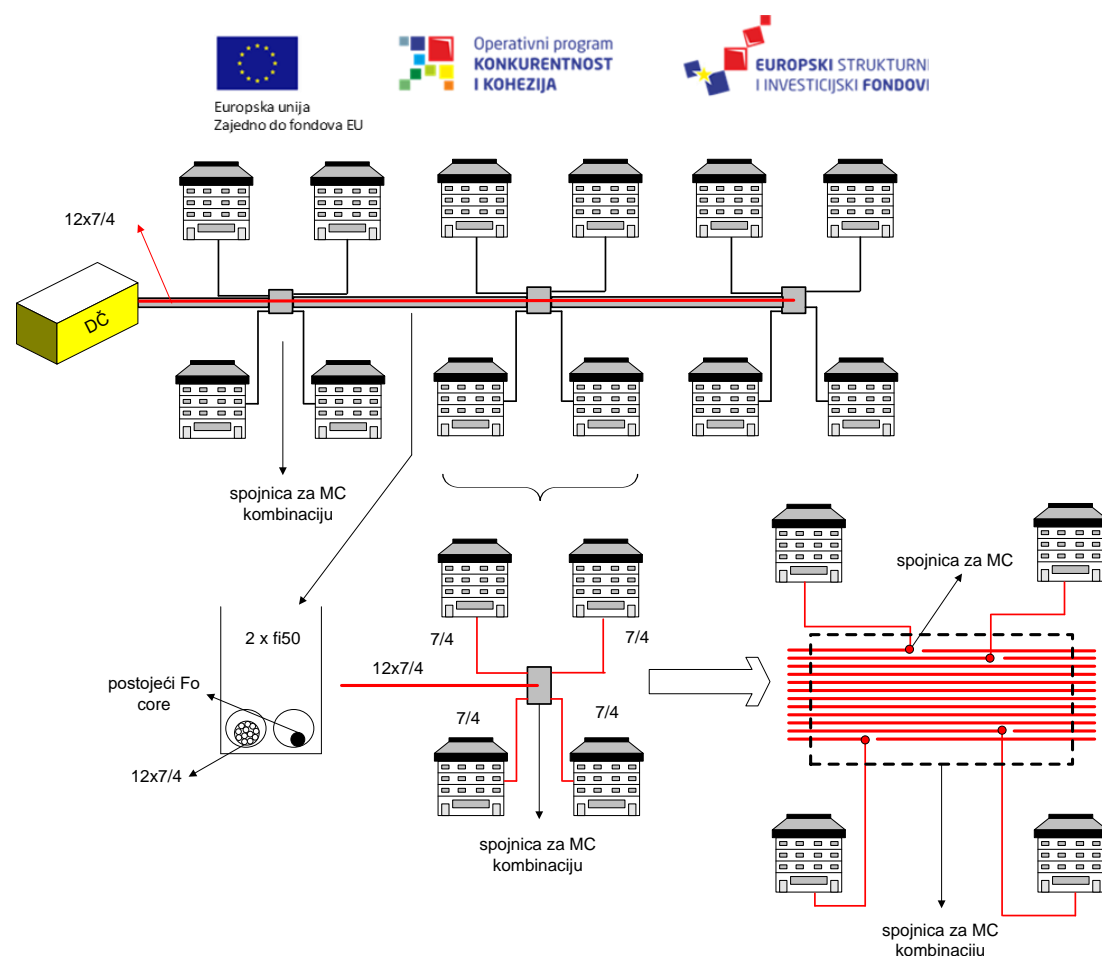 Europska unija
Zajedno do fondova EU
Operativni program
KONKURENTNOST
I KOHEZIJA
EUROPSKI STRUKTURNI
I INVESTICIJSKI FONDOVI
12x7/4
DČ
spojnica za MC
kombinaciju
2 x fi50
postojeći Fo
core
12x7/4
7/4
7/4
12x7/4
7/4
7/4
spojnica za MC
kombinaciju
spojnica za MC
spojnica za MC
kombinaciju